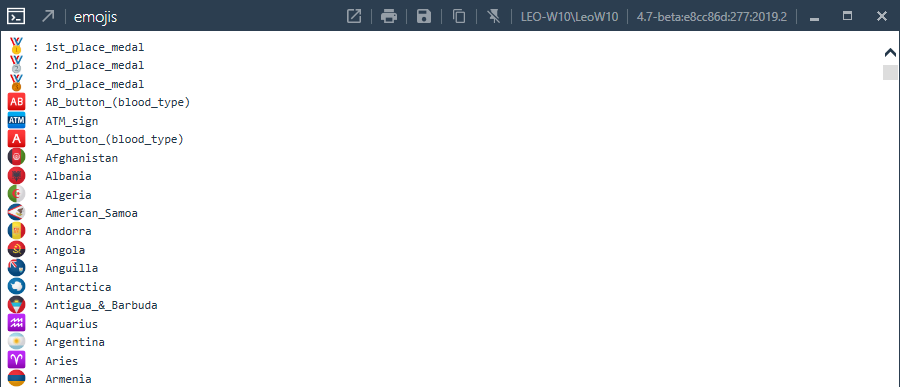 emojis LEO-W10\LeoW10 4.7-beta:e8cc86d:277:2019.2
: 1st_place_medal
: 2nd_place_medal
: 3rd_place_medal
AB : AB_button_(blood_type)
ATM : ATM_sign
A : A_button_(blood_type)
: Afghanistan
: Albania
: Algeria
: American_Samoa
: Andorra
: Angola
: Anguilla
: Antarctica
: Antigua_&_Barbuda
: Aquarius
: Argentina
: Aries
: Armenia